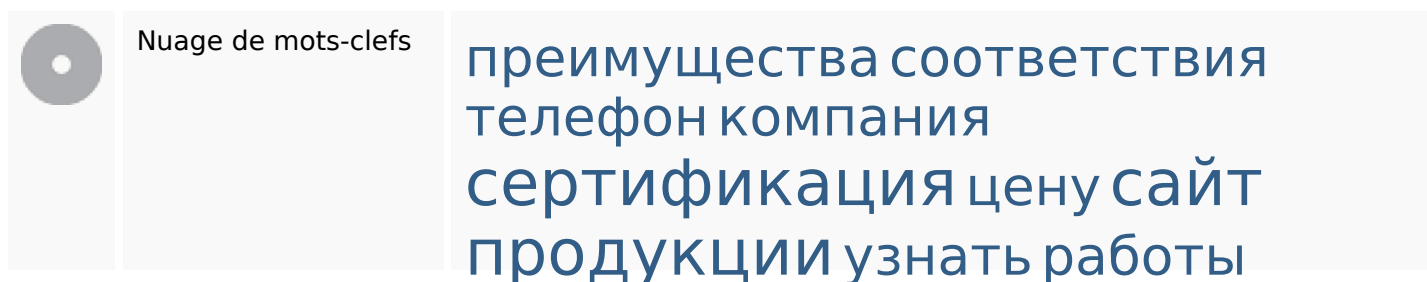 Nuage de mots-clefs
преимущества соответствия
телефон компания
сертификация цену сайт
продукции узнать работы